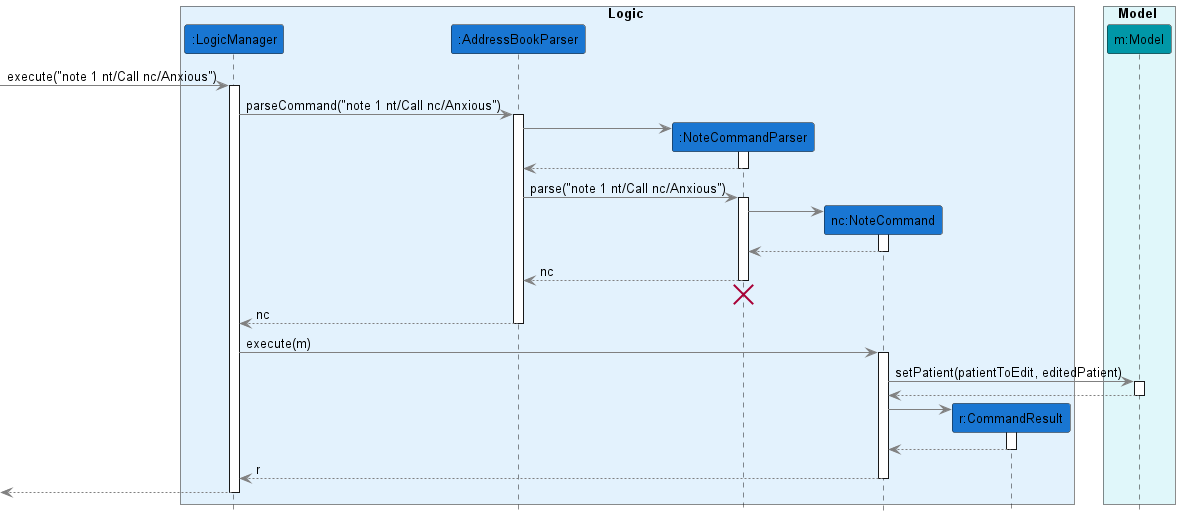 Logic
Model
:LogicManager
:AddressBookParser
m:Model
execute("note 1 nt/Call nc/Anxious")
parseCommand("note 1 nt/Call nc/Anxious")
:NoteCommandParser
parse("note 1 nt/Call nc/Anxious")
nc:NoteCommand
nc
nc
execute(m)
setPatient(patientToEdit, editedPatient)
r:CommandResult
r